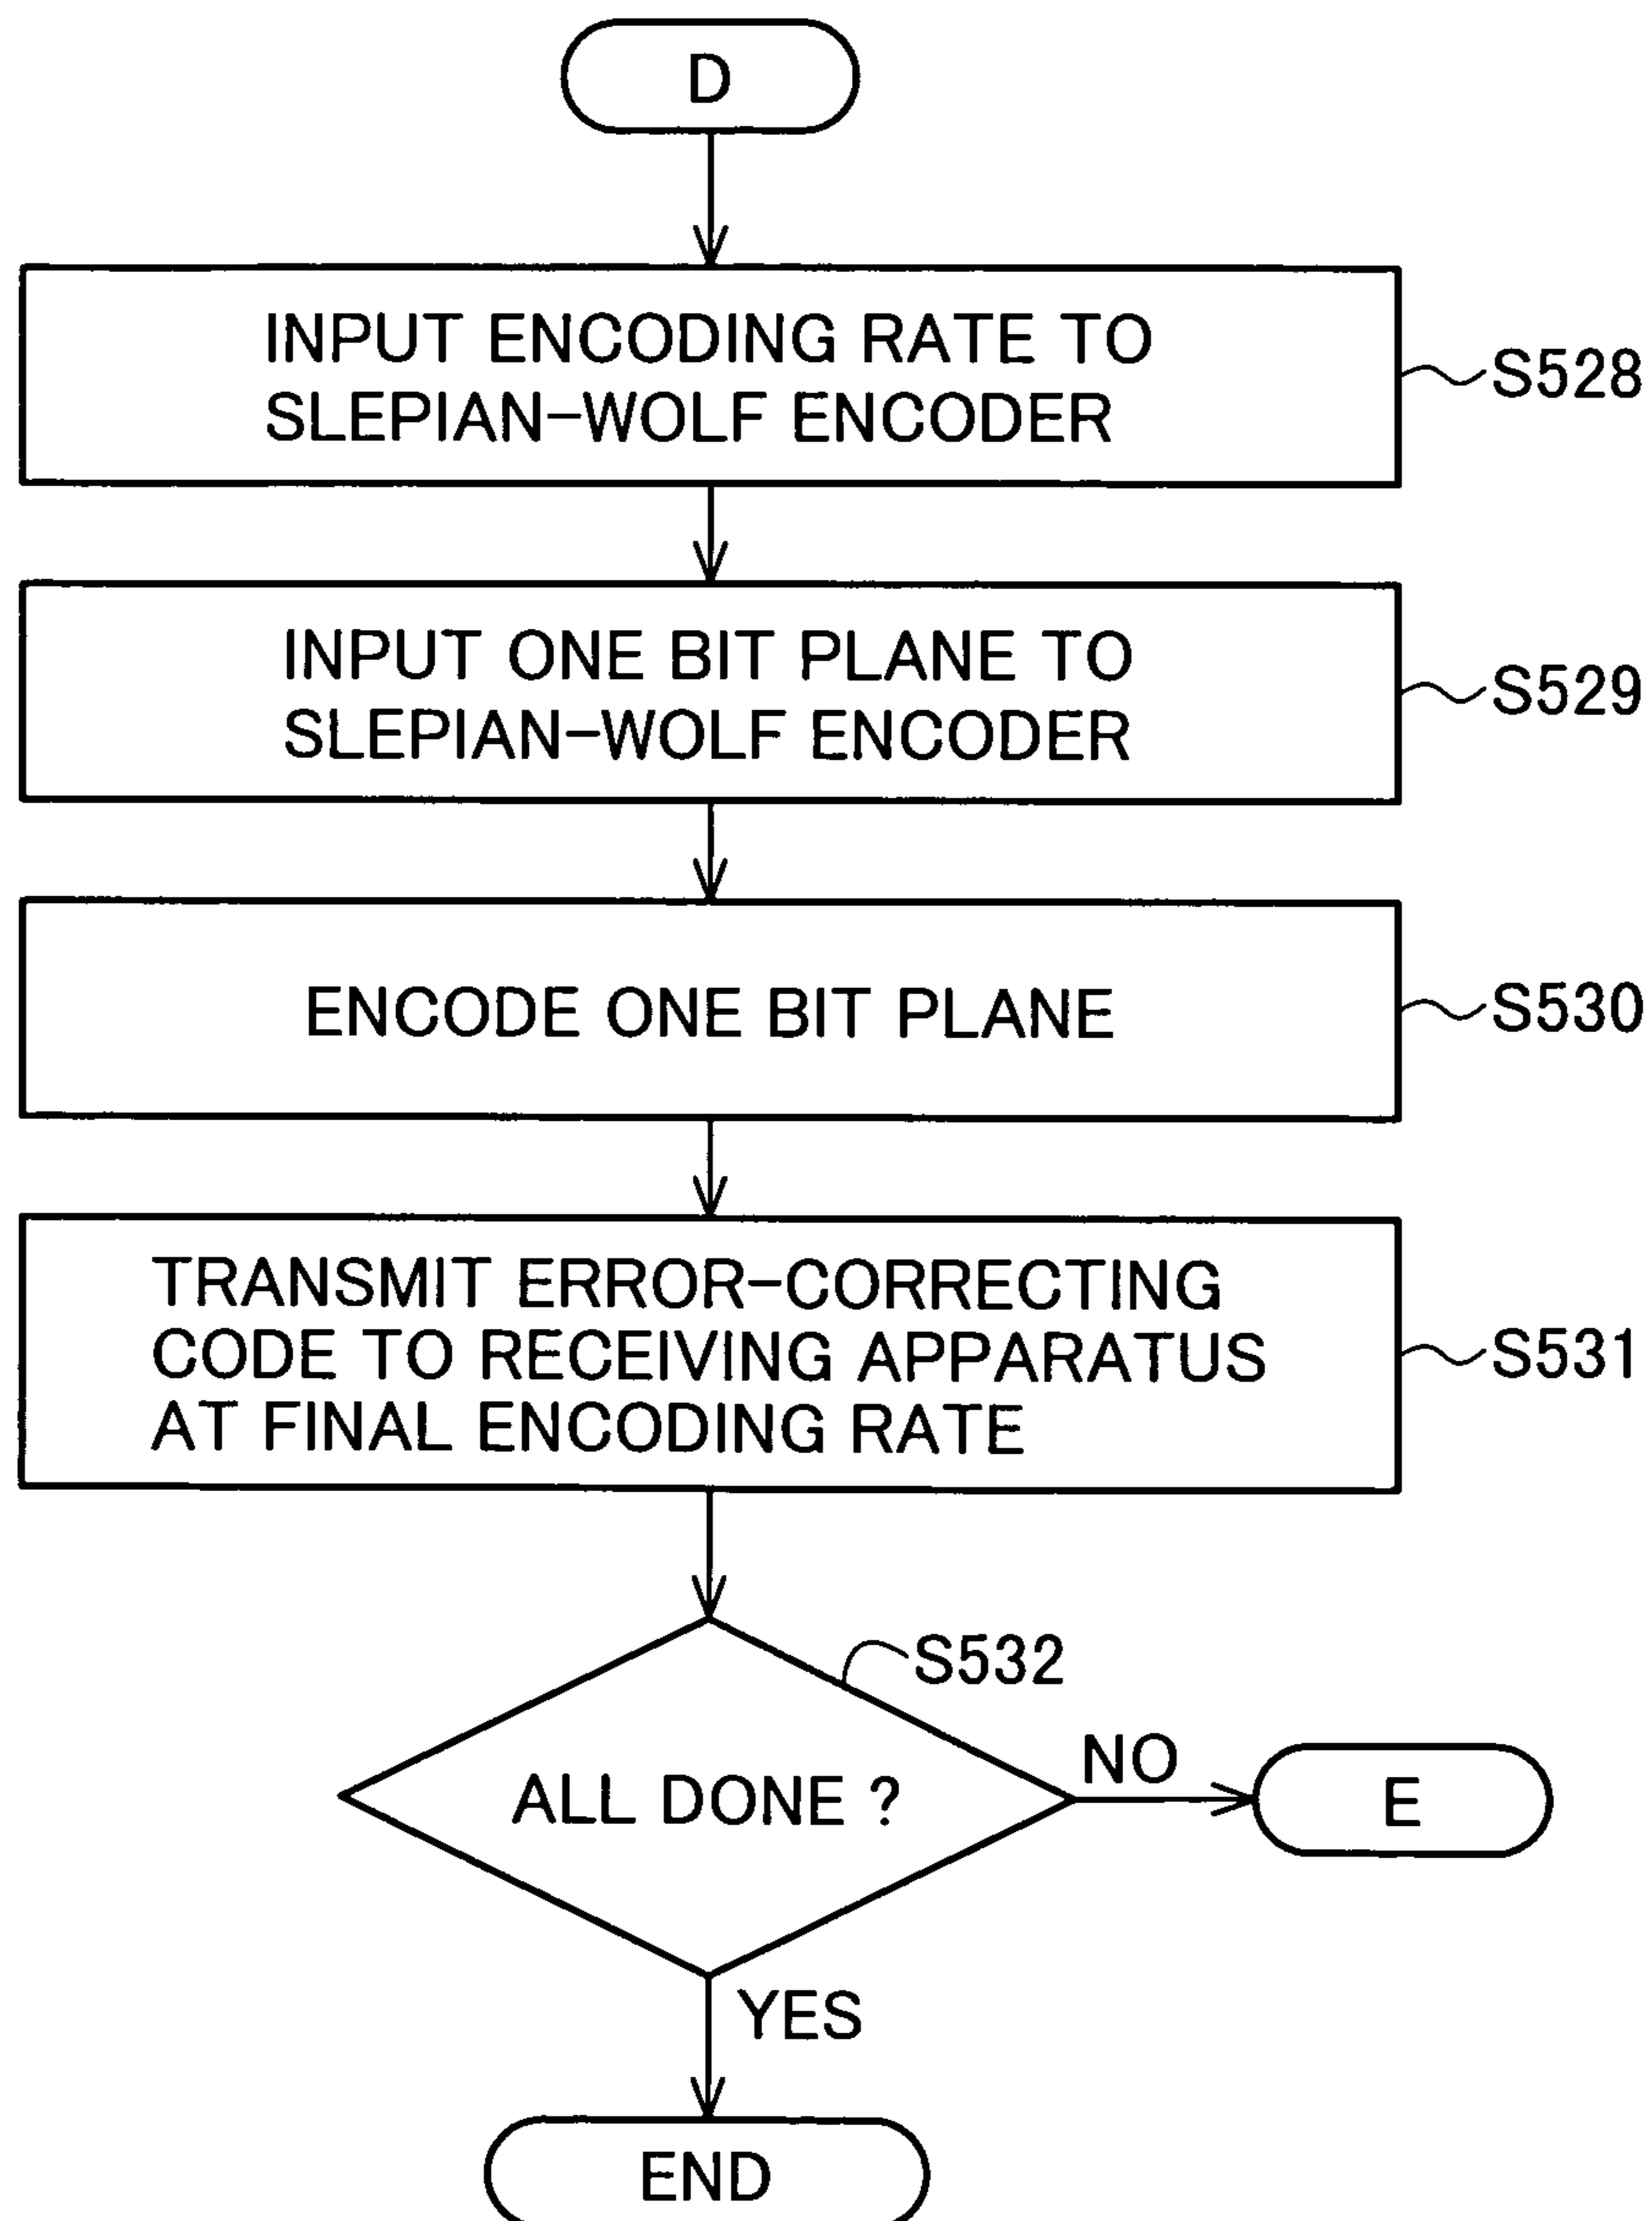 D
INPUT ENCODING RATE TO
SLEPIAN-WOLF ENCODER
S528
INPUT ONE BIT PLANE TO
SLEPIAN-WOLF ENCODER
S529
ENCODE ONE BIT PLANE
S530
TRANSMIT ERROR-CORRECTING
CODE TO RECEIVING APPARATUS
AT FINAL ENCODING RATE
S531
S532
ALL DONE ?
NO
E
YES
END